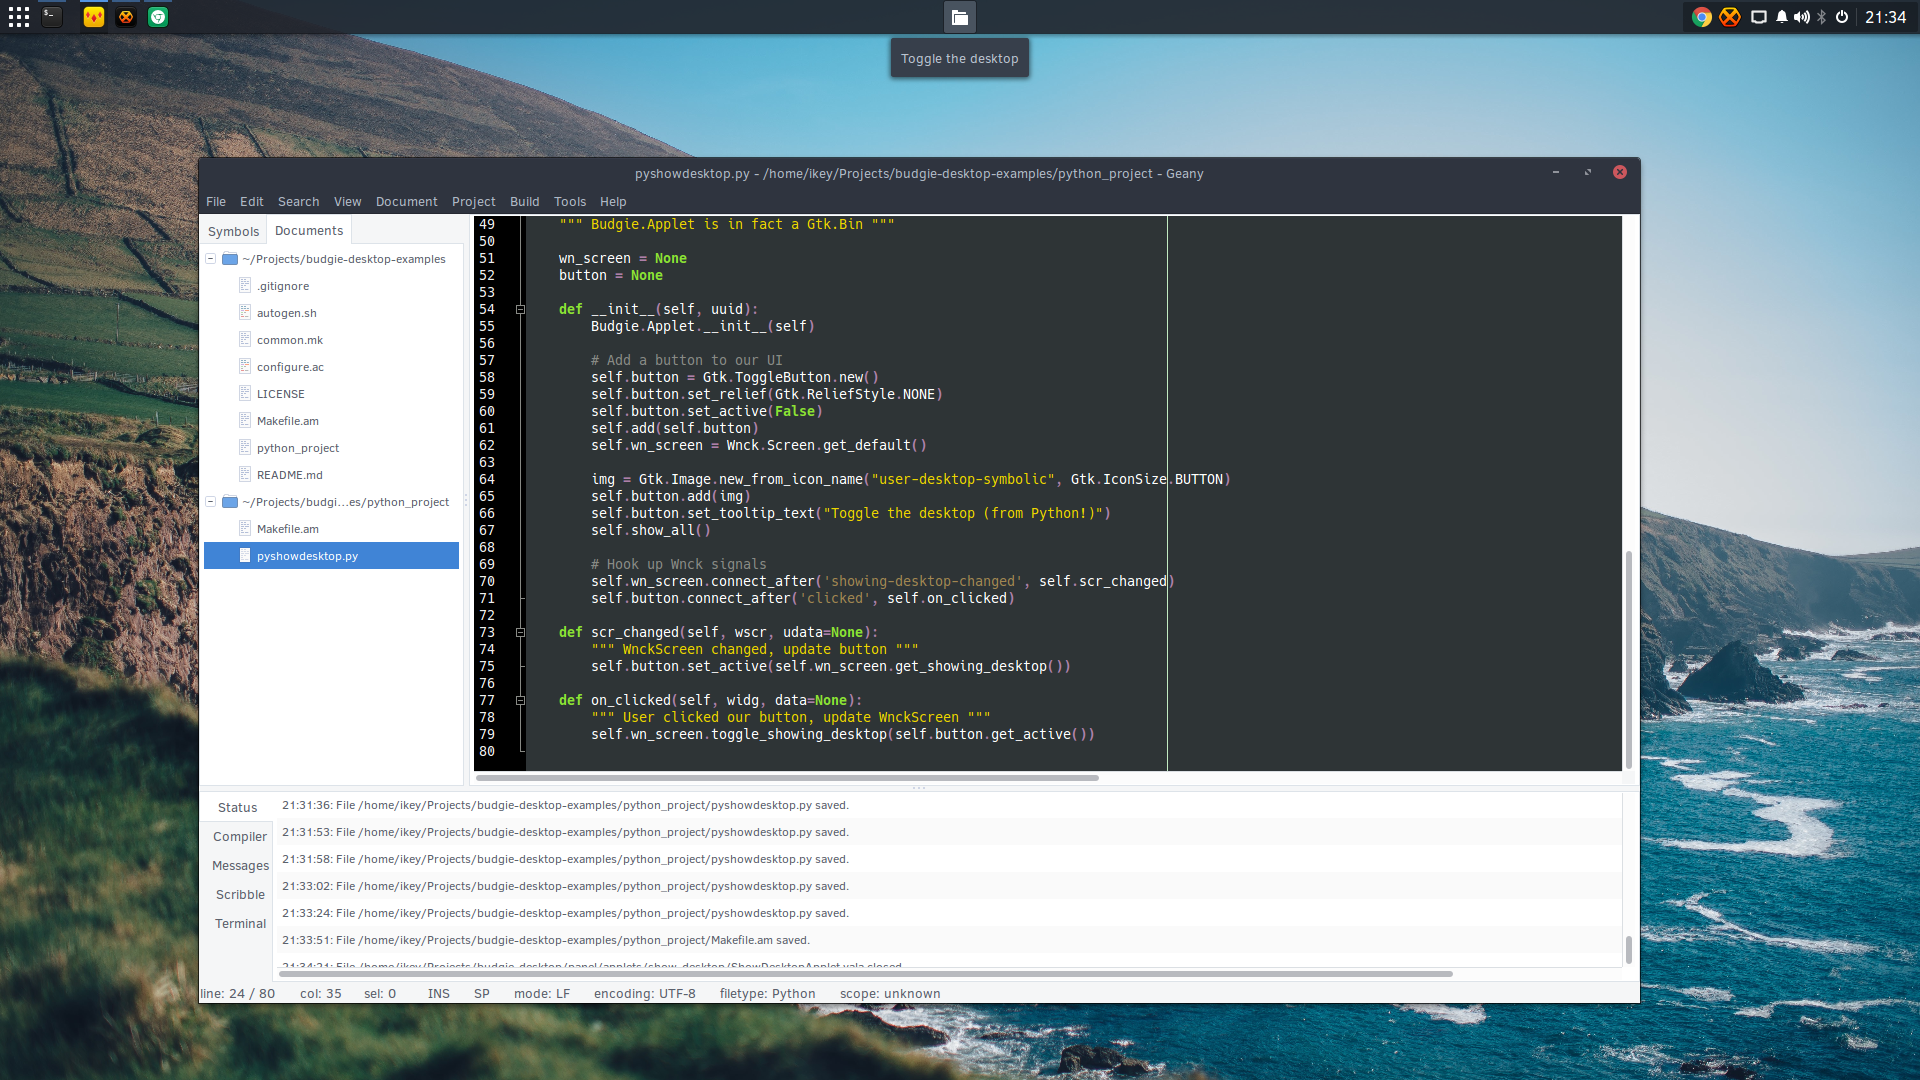 21:34
Toggle the desktop
pyshowdesktop.py - /home/ikey/Projects/budgie-desktop-examples/python_project - Geany
File Edit Search View Document Project Build Tools Help
Symbols Documents
~/Projects/budgie-desktop-examples
.gitignore
autogen.sh
common.mk
configure.ac
LICENSE
Makefile.am
python_project
README.md
~/Projects/budgi...es/python_project
Makefile.am
pyshowdesktop.py
49 """ Budgie.Applet is in fact a Gtk.Bin """
50
51 wn_screen = None
52 button = None
53
54 def __init__(self, uuid):
55 Budgie.Applet.__init__(self)
56
57 # Add a button to our UI
58 self.button = Gtk.ToggleButton.new()
59 self.button.set_relief(Gtk.ReliefStyle.NONE)
60 self.button.set_active(False)
61 self.add(self.button)
62 self.wn_screen = Wnck.Screen.get_default()
63
64 img = Gtk.Image.new_from_icon_name("user-desktop-symbolic", Gtk.IconSize.BUTTON)
65 self.button.add(img)
66 self.button.set_tooltip_text("Toggle the desktop (from Python!)")
67 self.show_all()
68
69 # Hook up Wnck signals
70 self.wn_screen.connect_after('showing-desktop-changed', self.scr_changed)
71 self.button.connect_after('clicked', self.on_clicked)
72
73 def scr_changed(self, wscr, udata=None):
74 """ WnckScreen changed, update button """
75 self.button.set_active(self.wn_screen.get_showing_desktop())
76
77 def on_clicked(self, widg, data=None):
78 """ User clicked our button, update WnckScreen """
79 self.wn_screen.toggle_showing_desktop(self.button.get_active())
80
Status
Compiler
Messages
Scribble
Terminal
21:31:36: File /home/ikey/Projects/budgie-desktop-examples/python_project/pyshowdesktop.py saved.
21:31:53: File /home/ikey/Projects/budgie-desktop-examples/python_project/pyshowdesktop.py saved.
21:31:58: File /home/ikey/Projects/budgie-desktop-examples/python_project/pyshowdesktop.py saved.
21:33:02: File /home/ikey/Projects/budgie-desktop-examples/python_project/pyshowdesktop.py saved.
21:33:24: File /home/ikey/Projects/budgie-desktop-examples/python_project/pyshowdesktop.py saved.
21:33:51: File /home/ikey/Projects/budgie-desktop-examples/python_project/Makefile.am saved.
21:34:21: File /home/ikey/Projects/budgie-desktop/panel/applets/show-desktop/ShowDesktopApplet.vala closed.
line: 24 / 80 col: 35 sel: 0 INS SP mode: LF encoding: UTF-8 filetype: Python scope: unknown